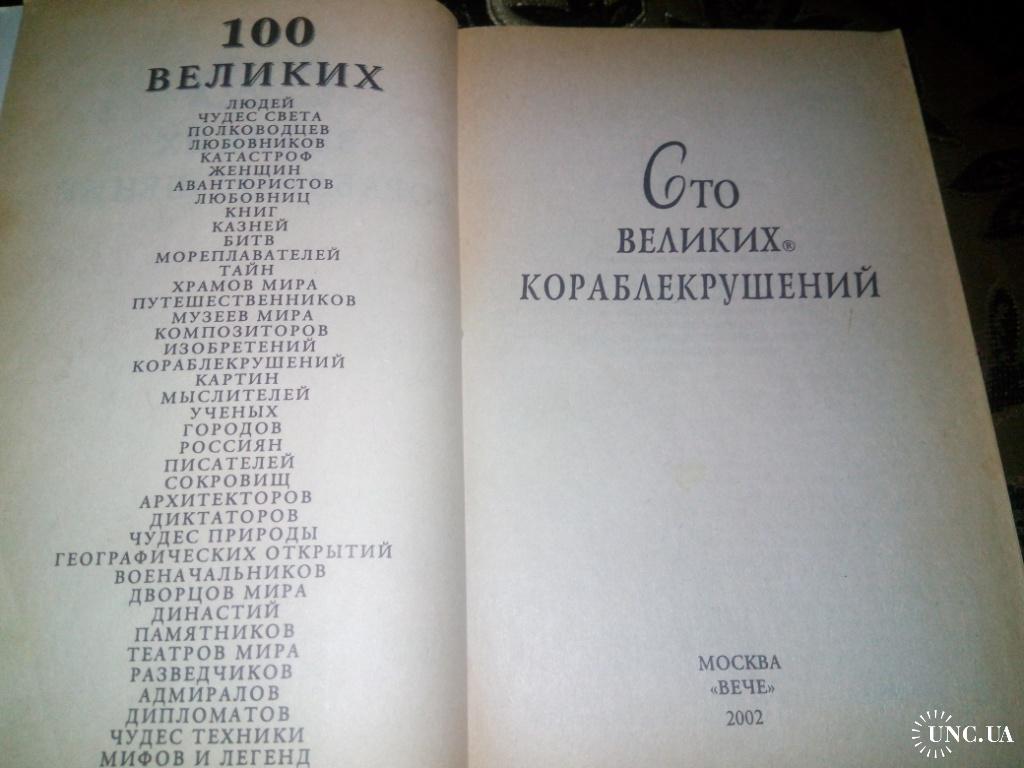 100
ВЕЛИКИХ
ЛЮДЕЙ
ЧУДЕС СВЕТА
ПОЛКОВОДЦЕВ
ЛЮБОВНИКОВ
КАТАСТРОФ
ЖЕНЩИН
АВАНТЮРИСТОВ
ЛЮБОВНИЦ
КНИГ
КАЗНЕЙ
БИТВ
МОРЕПЛАВАТЕЛЕЙ
ТАЙН
ХРАМОВ МИРА
ПУТЕШЕСТВЕННИКОВ
МУЗЕЕВ МИРА
КОМПОЗИТОРОВ
ИЗОБРЕТЕНИЙ
КОРАБЛЕКРУШЕНИЙ
КАРТИН
МЫСЛИТЕЛЕЙ
УЧЕНЫХ
ГОРОДОВ
РОССИЯН
ПИСАТЕЛЕЙ
СОКРОВИЩ
АРХИТЕКТОРОВ
ДИКТАТОРОВ
ЧУДЕС ПРИРОДЫ
ГЕОГРАФИЧЕСКИХ ОТКРЫТИЙ
ВОЕНАЧАЛЬНИКОВ
ДВОРЦОВ МИРА
ДИНАСТИЙ
ПАМЯТНИКОВ
ТЕАТРОВ МИРА
РАЗВЕДЧИКОВ
АДМИРАЛОВ
ДИПЛОМАТОВ
ЧУДЕС ТЕХНИКИ
МИФОВ И ЛЕГЕНД
Сто
ВЕЛИКИХ®
КОРАБЛЕКРУШЕНИЙ
МОСКВА
«ВЕЧЕ»
2002
UNC.UA